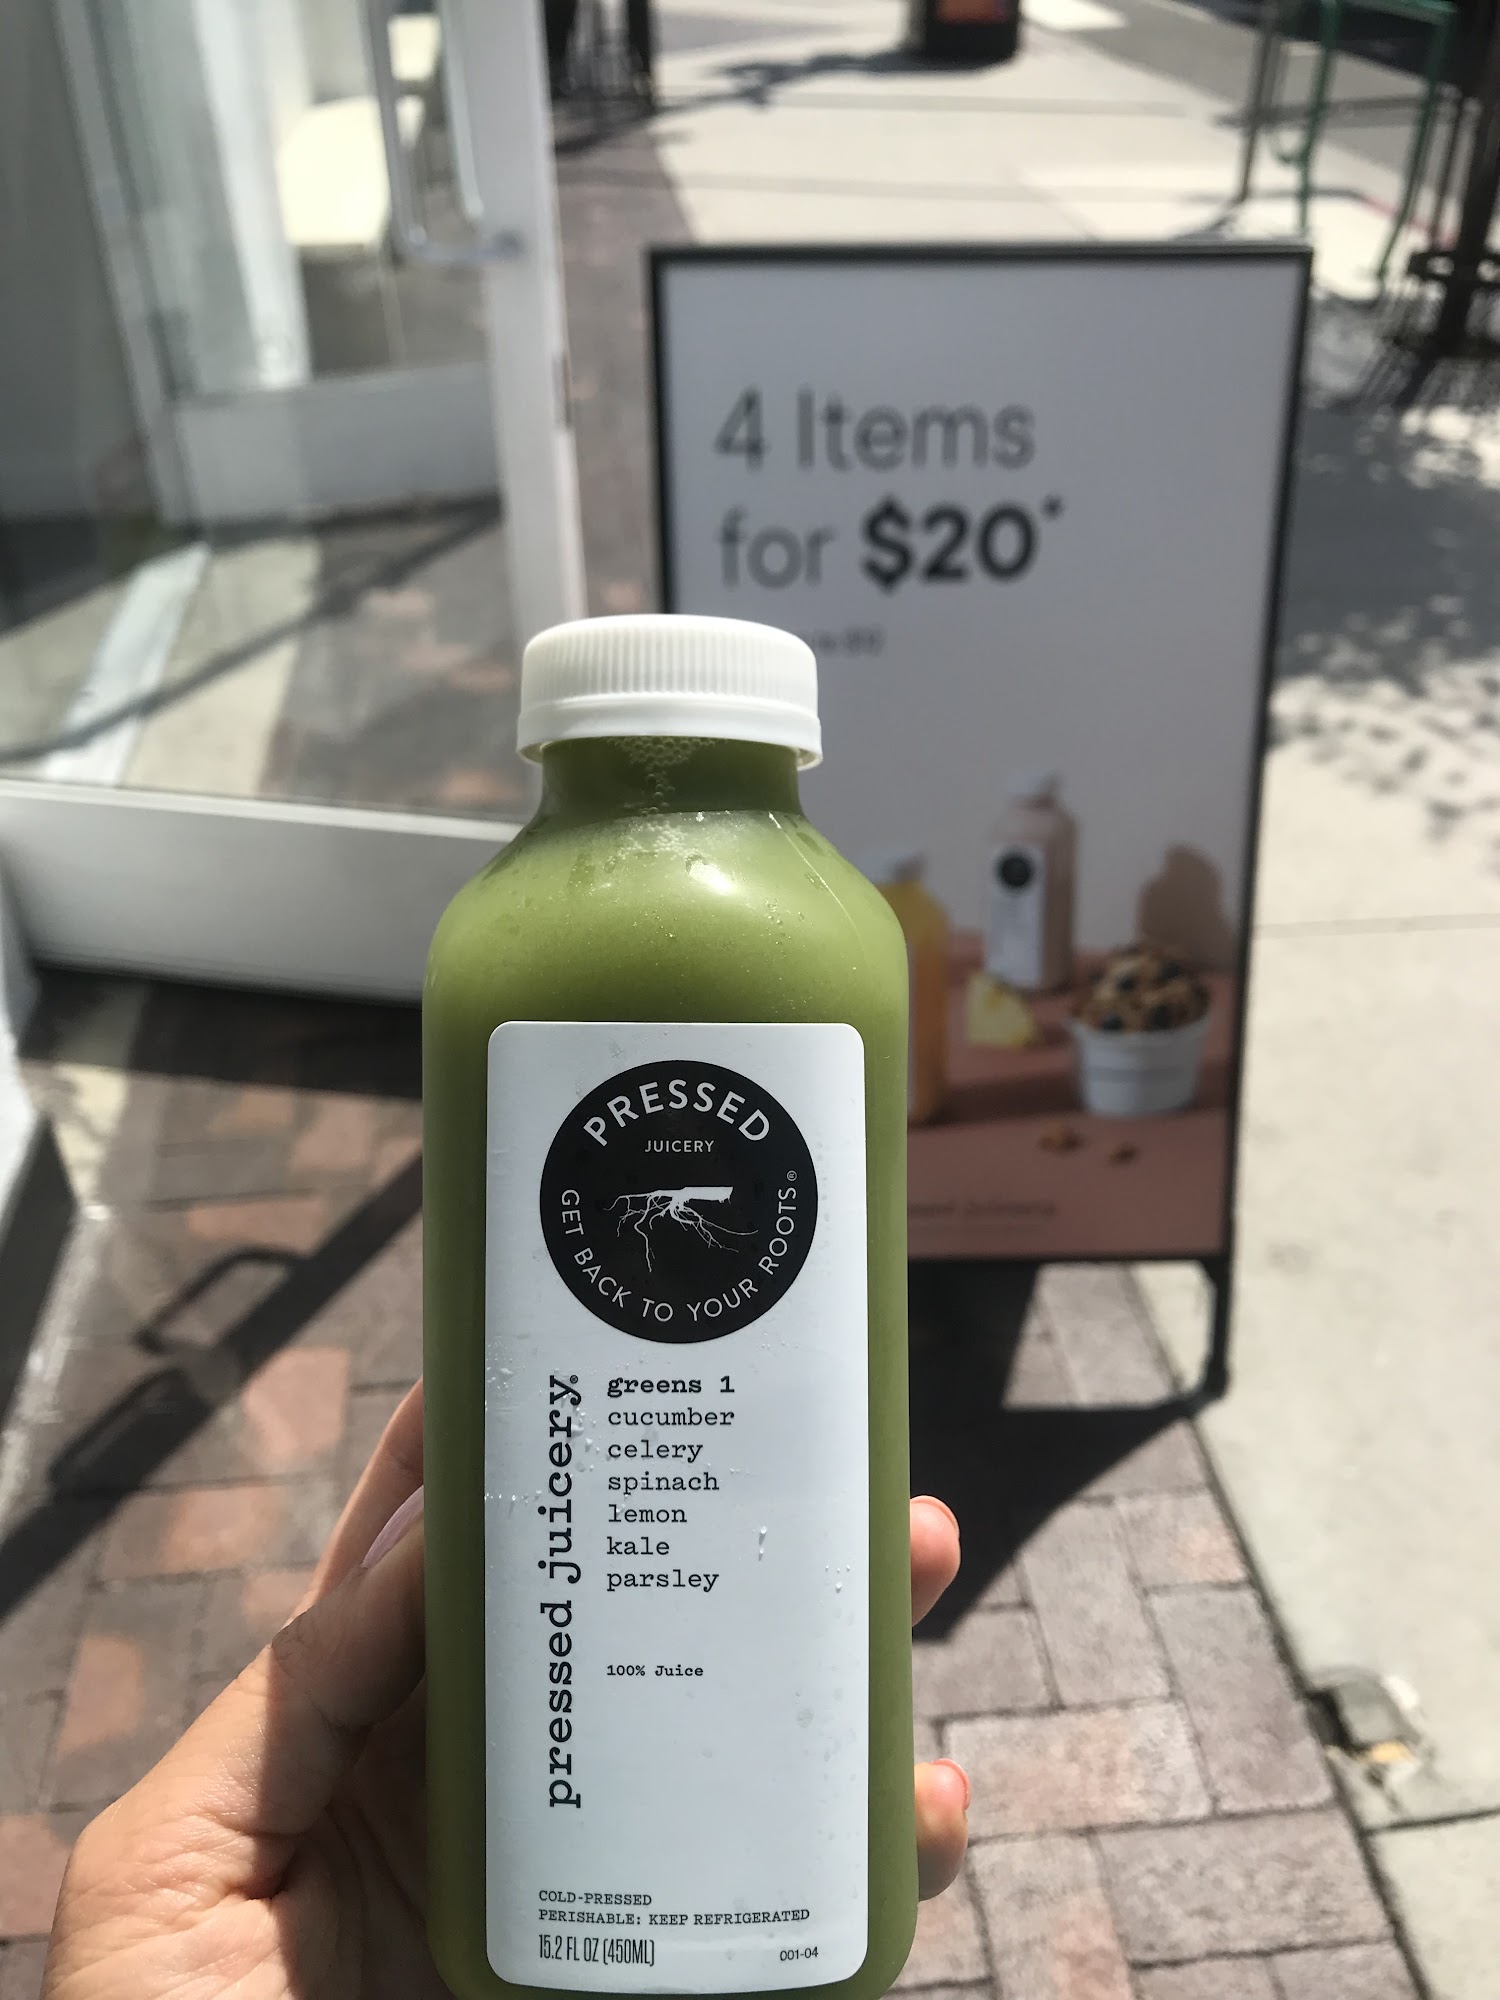 4 Items
for $20*
PRESSED
JUICERY
GET BACK TO YOUR ROOTS®
pressed juicery®
greens 1
cucumber
celery
spinach
lemon
kale
parsley
100% Juice
COLD-PRESSED
PERISHABLE: KEEP REFRIGERATED
15.2 FL OZ (450ML)
001-04